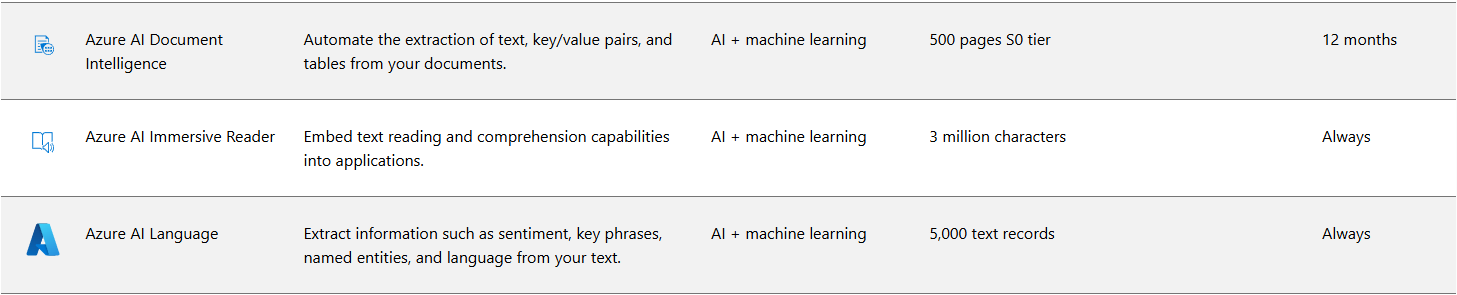 Azure AI Document Intelligence
Automate the extraction of text, key/value pairs, and tables from your documents.
AI + machine learning
500 pages S0 tier
12 months
Azure AI Immersive Reader
Embed text reading and comprehension capabilities into applications.
AI + machine learning
3 million characters
Always
Azure AI Language
Extract information such as sentiment, key phrases, named entities, and language from your text.
AI + machine learning
5,000 text records
Always